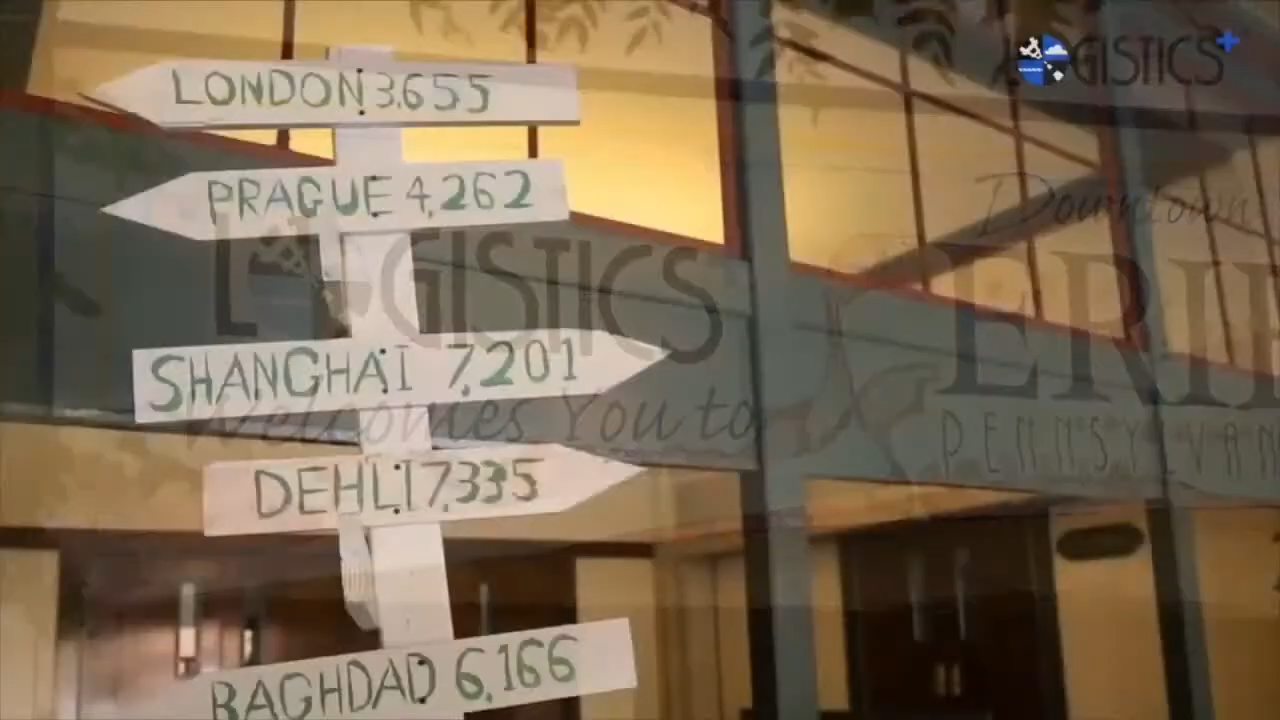 LOGISTICS+
LONDON 3,655
PRAGUE 4,262
LOGISTICS
Welcomes You to
Downtown
ERIE
PENNSYLVAN
SHANGHAI 7,201
DEHLI 7,335
BAGHDAD 6,166